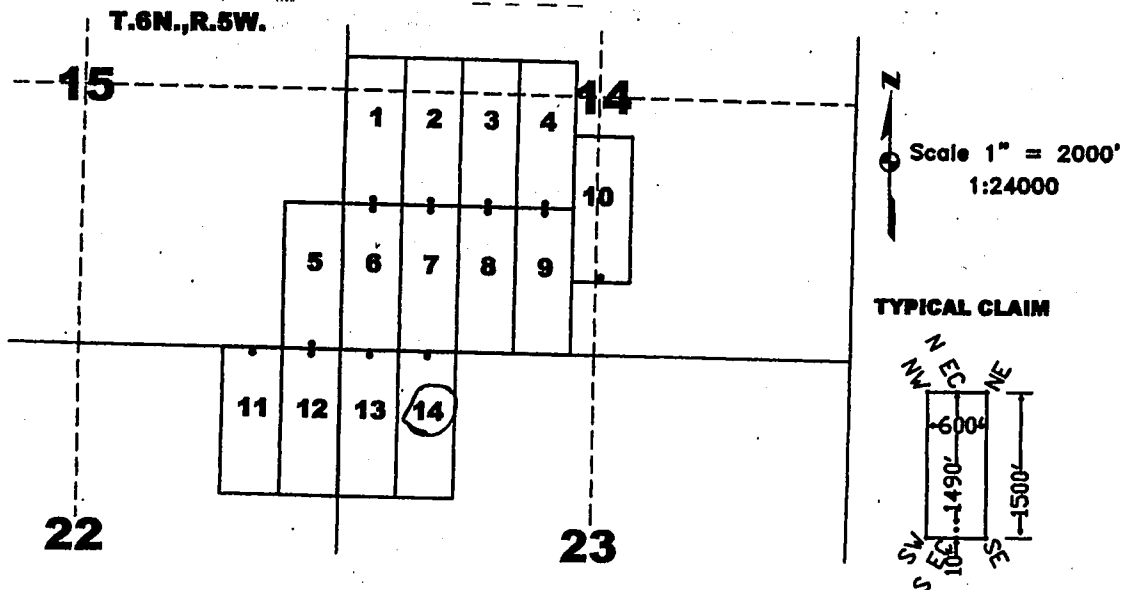 T.6N.,R.5W.
15
14
1
2
3
4
N
Scale 1" = 2000'
1:24000
10
5
6
7
8
9
TYPICAL CLAIM
N EC
NW
NE
600'
1490'
1500'
SW
10'
SE
S EC
11
12
13
14
22
23